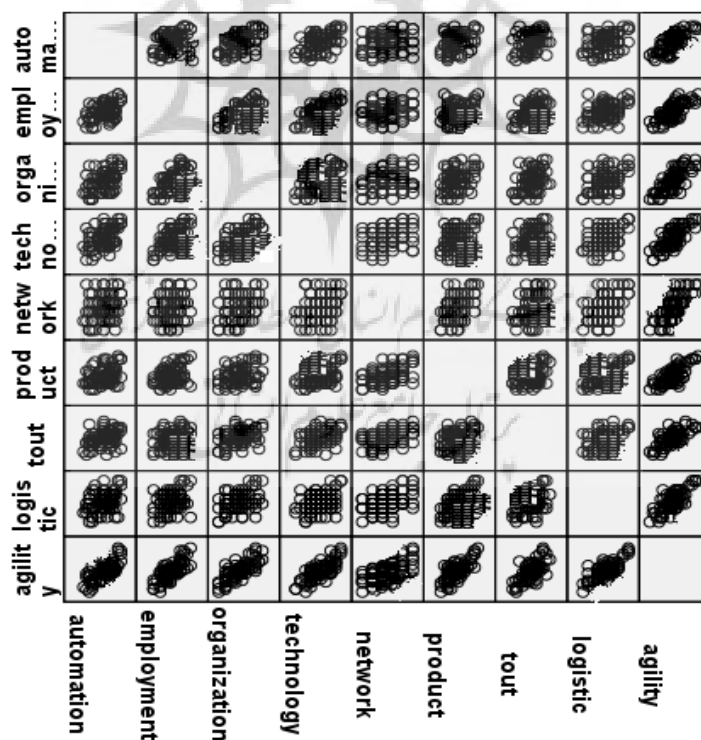 auto
ma...
empl
oy...
orga
ni...
tech
no...
netw
ork
prod
uct
tout
logis
tic
agilit
y
automation
employment
organization
technology
network
product
tout
logistic
agility